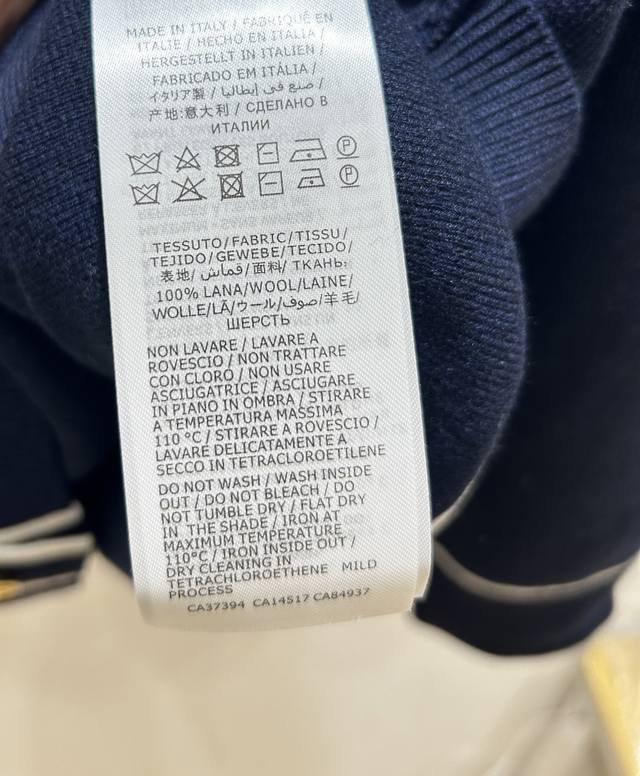 MADE IN ITALY / FABRIQUÉ EN
ITALIE / HECHO EN ITALIA /
HERGESTELLT IN ITALIEN /
FABRICADO EM ITÁLIA /
イタリア製 / صنع في إيطاليا /
产地:意大利 / СДЕЛАНО В
ИТАЛИИ
P
P
TESSUTO/FABRIC/TISSU/
TEJIDO/GEWEBE/TECIDO/
表地/ قماش/ 面料/ ТКАНЬ:
100% LANA/WOOL/LAINE/
WOLLE/LÃ/ウール/صوف/羊毛/
ШЕРСТЬ
NON LAVARE / LAVARE A
ROVESCIO / NON TRATTARE
CON CLORO / NON USARE
ASCIUGATRICE / ASCIUGARE
IN PIANO IN OMBRA / STIRARE
A TEMPERATURA MASSIMA
110 °C / STIRARE A ROVESCIO /
LAVARE DELICATAMENTE A
SECCO IN TETRACLOROETILENE
DO NOT WASH / WASH INSIDE
OUT / DO NOT BLEACH / DO
NOT TUMBLE DRY / FLAT DRY
IN THE SHADE / IRON AT
MAXIMUM TEMPERATURE
110°C / IRON INSIDE OUT /
DRY CLEANING IN
TETRACHLOROETHENE MILD
PROCESS
CA37394 CA14517 CA84937